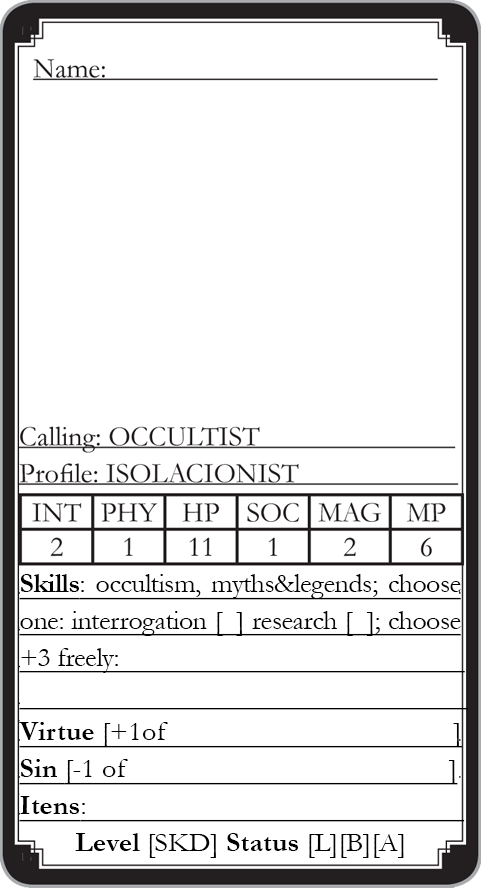 Name:
Calling: OCCULTIST
Profile: ISOLACIONIST
INT PHY HP SOC MAG MP
2 1 11 1 2 6
Skills: occultism, myths&legends; choose
one: interrogation [ ] research [ ]; choose
+3 freely:
Virtue [+1of ]
Sin [-1 of ]
Itens:
Level [SKD] Status [L][B][A]